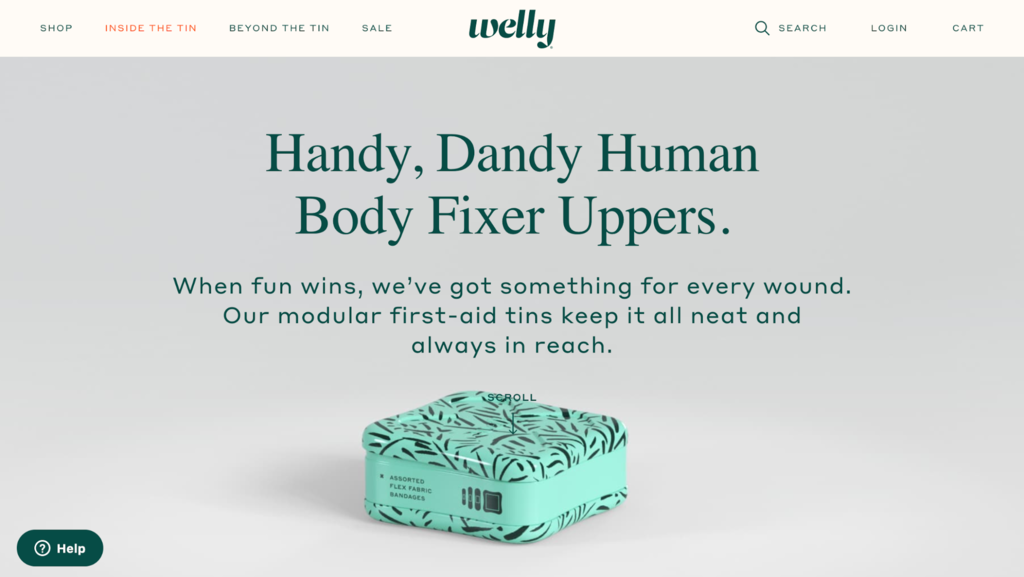 SHOP
INSIDE THE TIN
BEYOND THE TIN
SALE
welly
SEARCH
LOGIN
CART
Handy, Dandy Human
Body Fixer Uppers.
When fun wins, we’ve got something for every wound.
Our modular first-aid tins keep it all neat and
always in reach.
SCROLL
ASSORTED
FLEX FABRIC
BANDAGES
Help